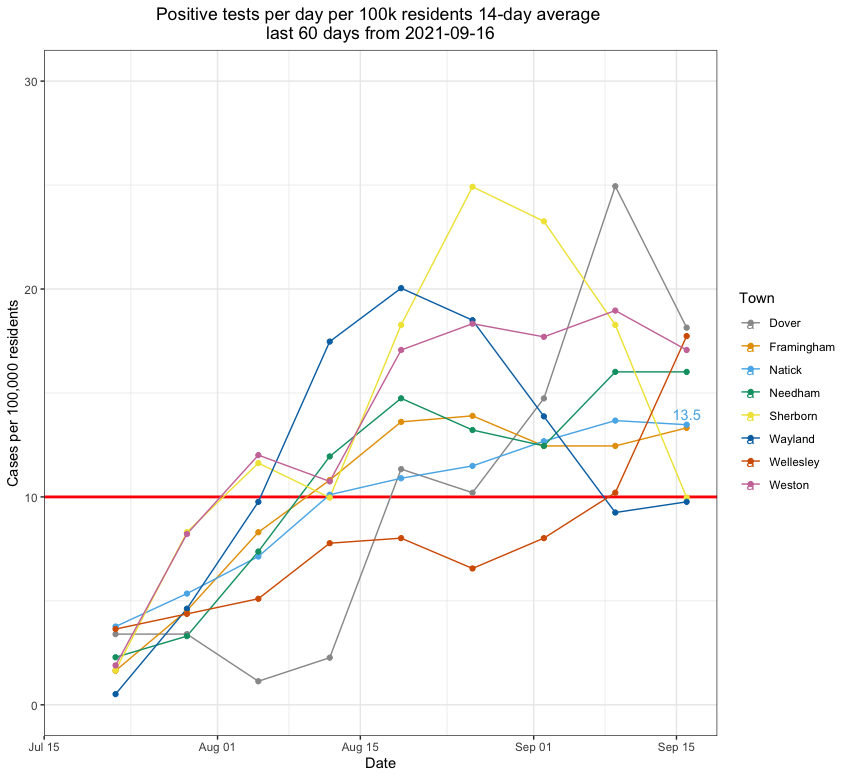 Positive tests per day per 100k residents 14-day average
last 60 days from 2021-09-16
Cases per 100,000 residents
30
20
10
0
13.5
Jul 15
Aug 01
Aug 15
Sep 01
Sep 15
Date
Town
Dover
Framingham
Natick
Needham
Sherborn
Wayland
Wellesley
Weston